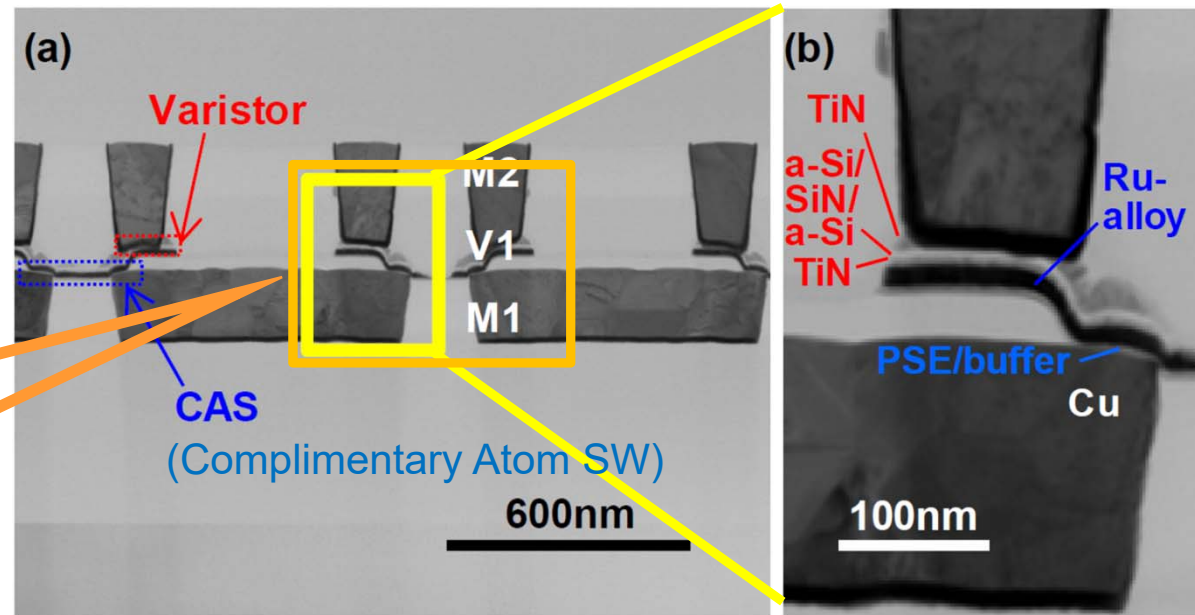 (a)
Varistor
M2
V1
M1
CAS
(Complimentary Atom SW)
600nm
(b)
TiN
a-Si/
SiN/
a-Si
TiN
Ru-
alloy
PSE/buffer
Cu
100nm